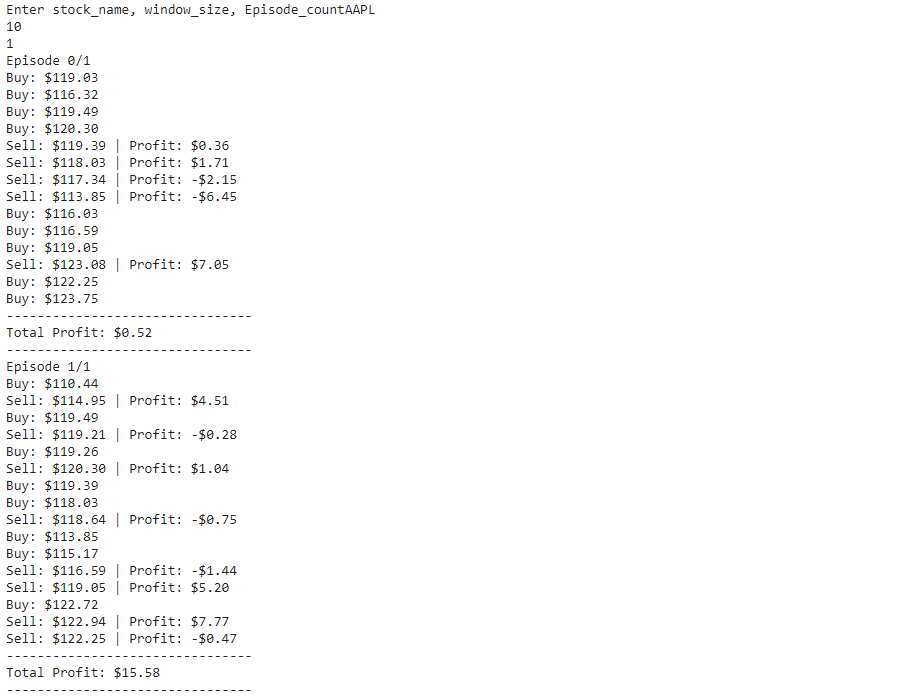 Enter stock_name, window_size, Episode_countAAPL
10
1
Episode 0/1
Buy: $119.03
Buy: $116.32
Buy: $119.49
Buy: $120.30
Sell: $119.39 | Profit: $0.36
Sell: $118.03 | Profit: $1.71
Sell: $117.34 | Profit: -$2.15
Sell: $113.85 | Profit: -$6.45
Buy: $116.03
Buy: $116.59
Buy: $119.05
Sell: $123.08 | Profit: $7.05
Buy: $122.25
Buy: $123.75
--------------------------------
Total Profit: $0.52
--------------------------------
Episode 1/1
Buy: $110.44
Sell: $114.95 | Profit: $4.51
Buy: $119.49
Sell: $119.21 | Profit: -$0.28
Buy: $119.26
Sell: $120.30 | Profit: $1.04
Buy: $119.39
Buy: $118.03
Sell: $118.64 | Profit: -$0.75
Buy: $113.85
Buy: $115.17
Sell: $116.59 | Profit: -$1.44
Sell: $119.05 | Profit: $5.20
Buy: $122.72
Sell: $122.94 | Profit: $7.77
Sell: $122.25 | Profit: -$0.47
--------------------------------
Total Profit: $15.58
--------------------------------